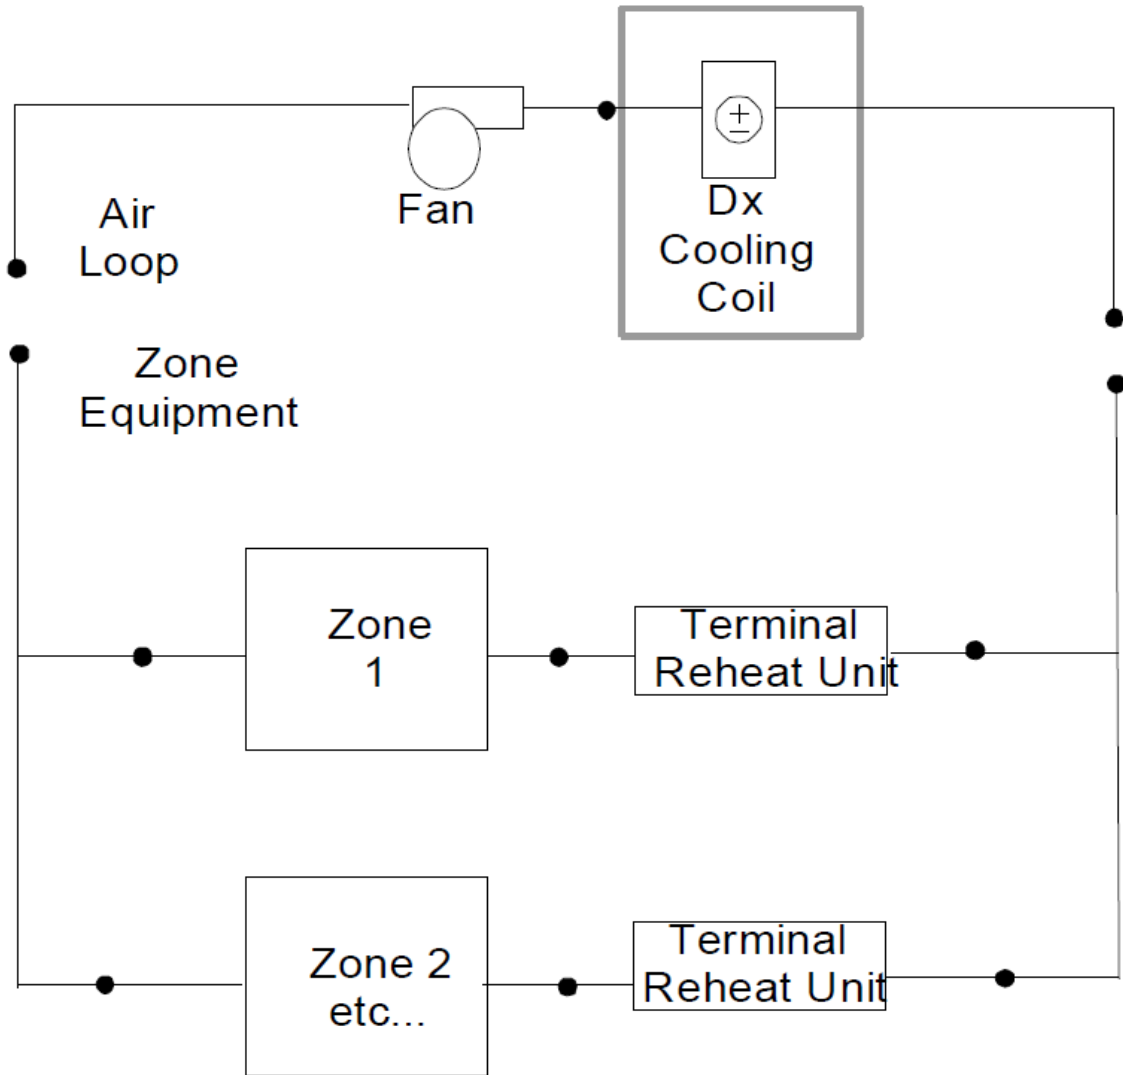 Fan
Dx
Cooling
Coil
Air
Loop
Zone
Equipment
Zone
1
Terminal
Reheat Unit
Zone 2
etc...
Terminal
Reheat Unit